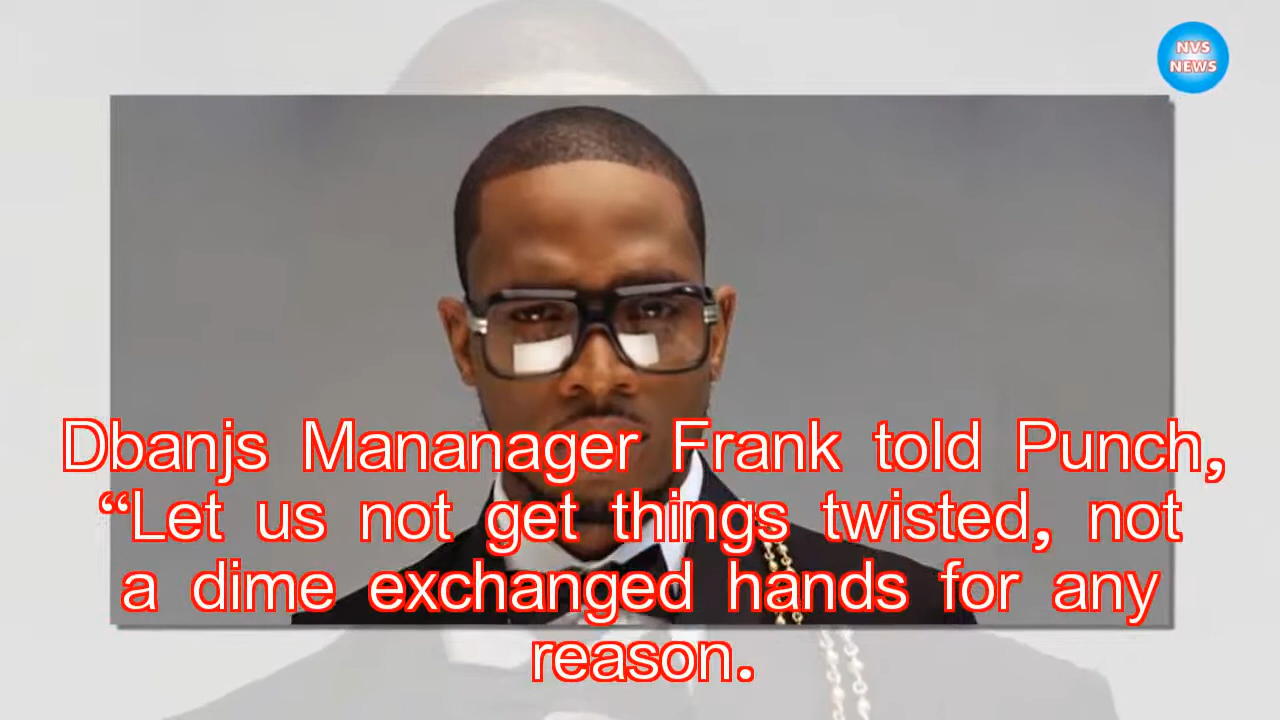 NVS
NEWS
Dbanjs Mananager Frank told Punch,
“Let us not get things twisted, not
a dime exchanged hands for any
reason.